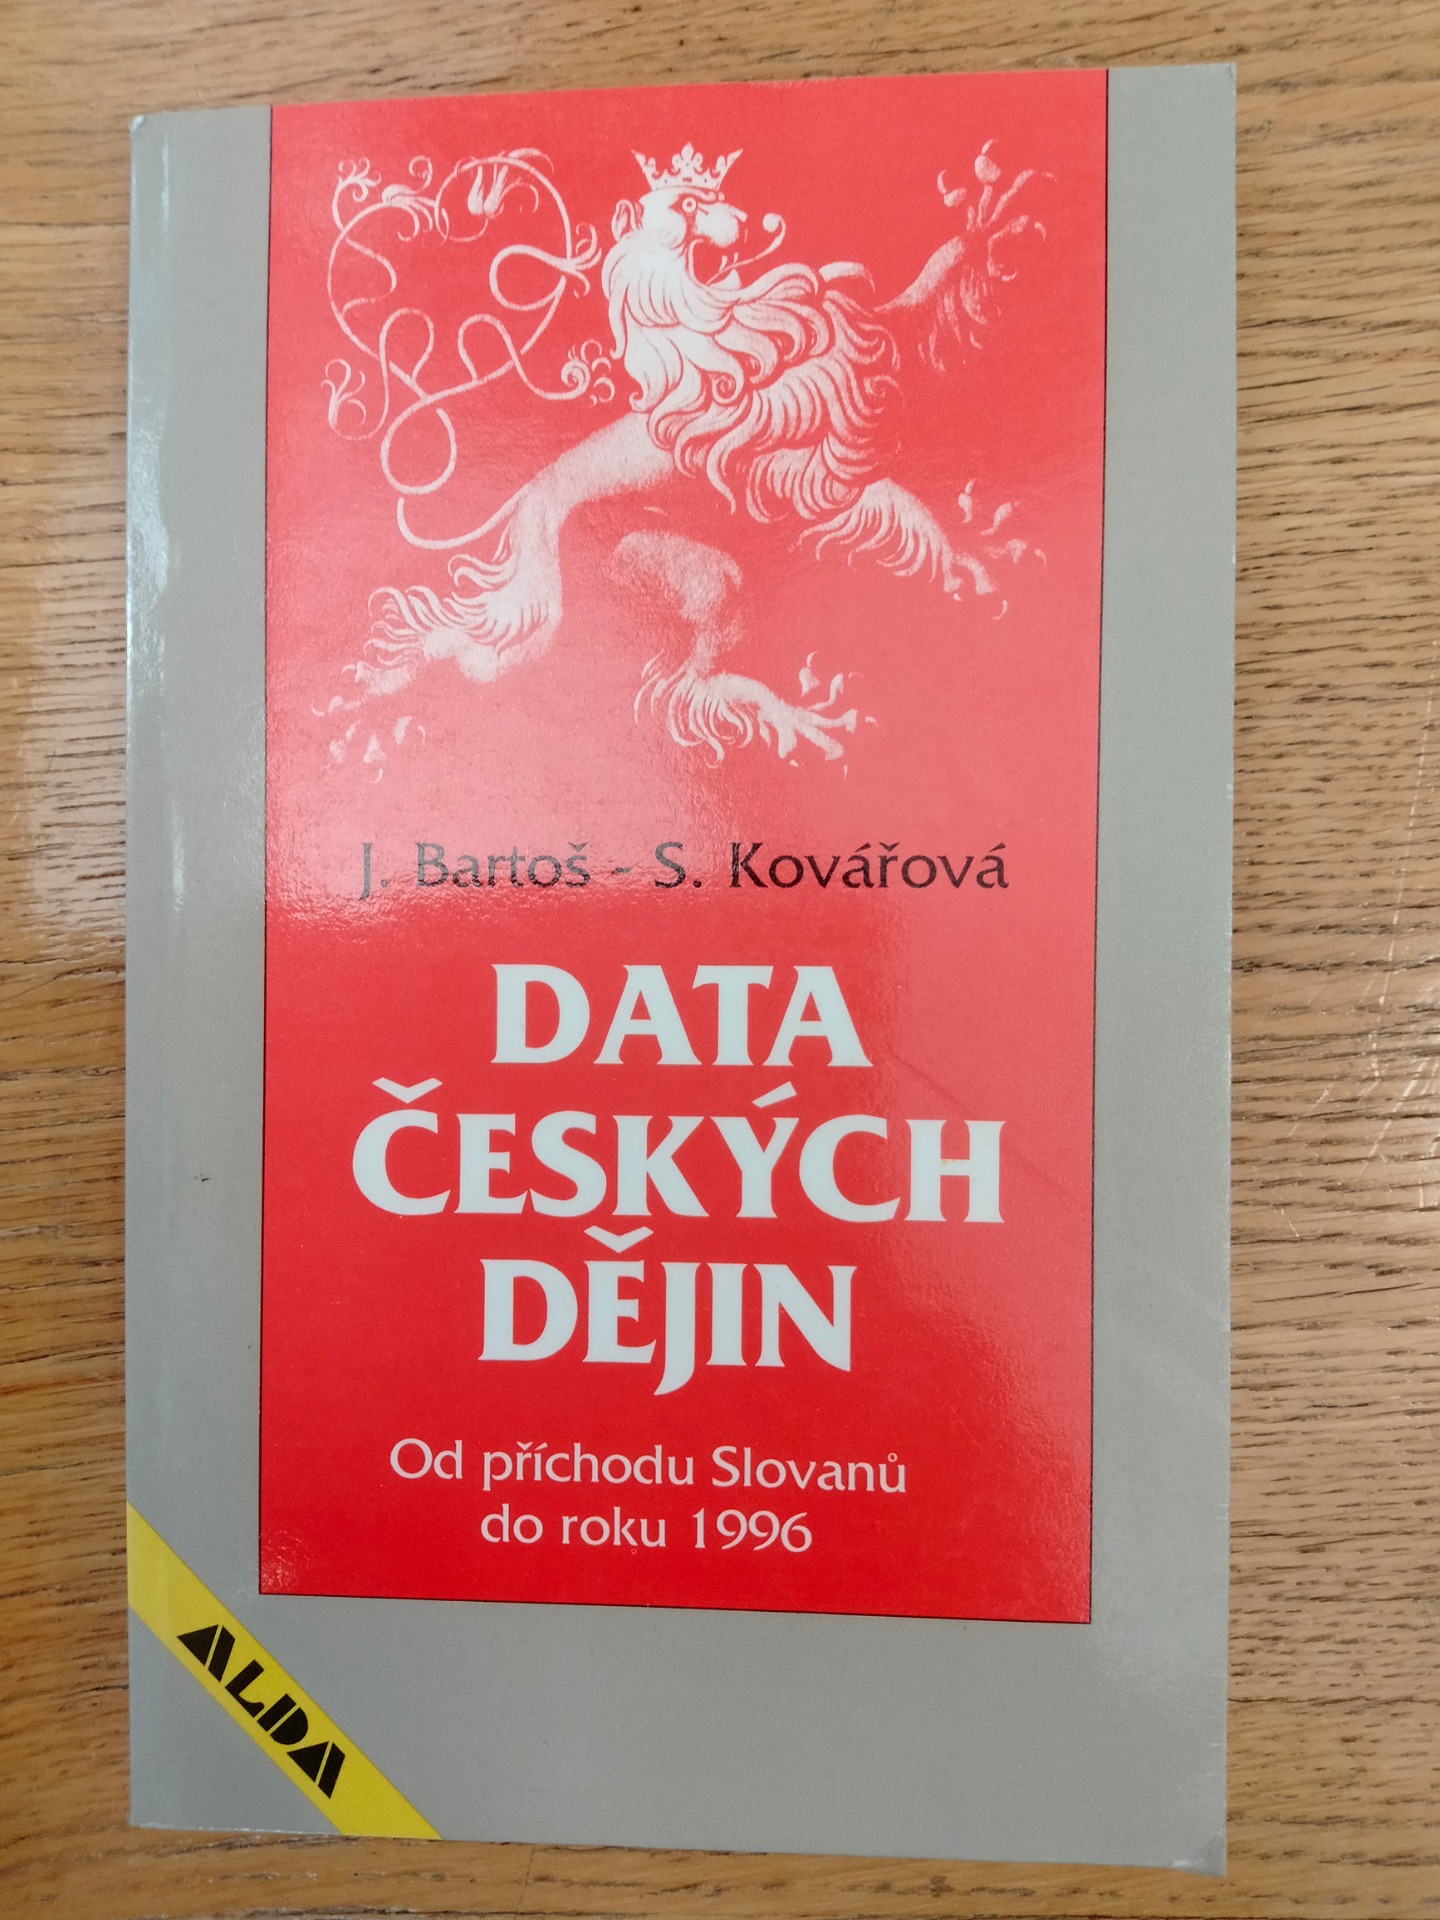 J. Bartoš - S. Kovářová
DATA
ČESKÝCH
DĚJIN
Od příchodu Slovanů
do roku 1996
ALDA